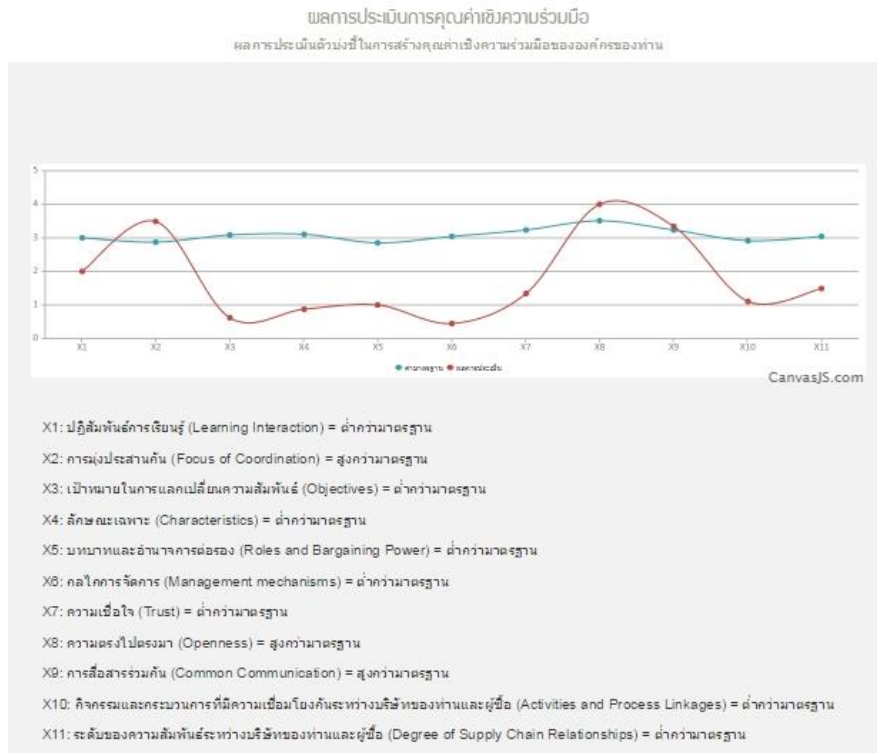 ผลการประเมินการคุณค่าเชิงความร่วมมือ
ผลการประเมินตัวบ่งชี้ในการสร้างคุณค่าเชิงความร่วมมือขององค์กรของท่าน
5
4
3
2
1
0
X1 X2 X3 X4 X5 X6 X7 X8 X9 X10 X11
ค่ามาตรฐาน ผลการประเมิน
CanvasJS.com
X1: ปฏิสัมพันธ์การเรียนรู้ (Learning Interaction) = ต่ำกว่ามาตรฐาน
X2: การมุ่งประสานกัน (Focus of Coordination) = สูงกว่ามาตรฐาน
X3: เป้าหมายในการแลกเปลี่ยนความสัมพันธ์ (Objectives) = ต่ำกว่ามาตรฐาน
X4: ลักษณะเฉพาะ (Characteristics) = ต่ำกว่ามาตรฐาน
X5: บทบาทและอำนาจการต่อรอง (Roles and Bargaining Power) = ต่ำกว่ามาตรฐาน
X6: กลไกการจัดการ (Management mechanisms) = ต่ำกว่ามาตรฐาน
X7: ความเชื่อใจ (Trust) = ต่ำกว่ามาตรฐาน
X8: ความตรงไปตรงมา (Openness) = สูงกว่ามาตรฐาน
X9: การสื่อสารร่วมกัน (Common Communication) = สูงกว่ามาตรฐาน
X10: กิจกรรมและกระบวนการที่มีความเชื่อมโยงกันระหว่างบริษัทของท่านและผู้ซื้อ (Activities and Process Linkages) = ต่ำกว่ามาตรฐาน
X11: ระดับของความสัมพันธ์ระหว่างบริษัทของท่านและผู้ซื้อ (Degree of Supply Chain Relationships) = ต่ำกว่ามาตรฐาน